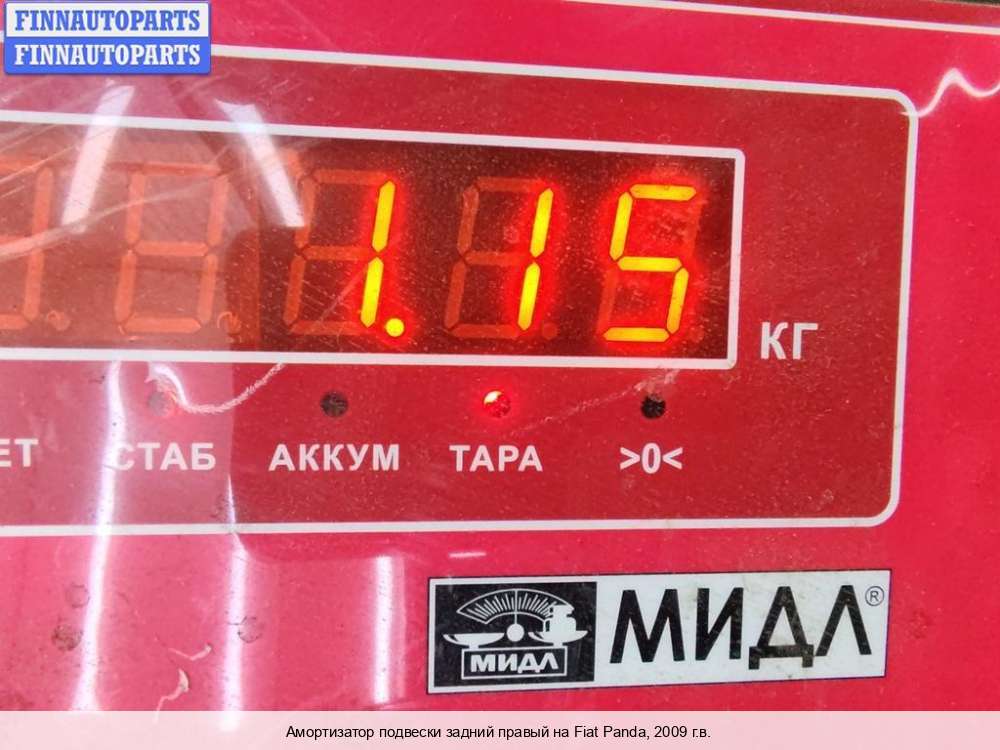 FINNAUTOPARTS
FINNAUTOPARTS
1.15
КГ
СТАБ АККУМ ТАРА >0<
МИДЛ
МИДЛ®
Амортизатор подвески задний правый на Fiat Panda, 2009 г.в.